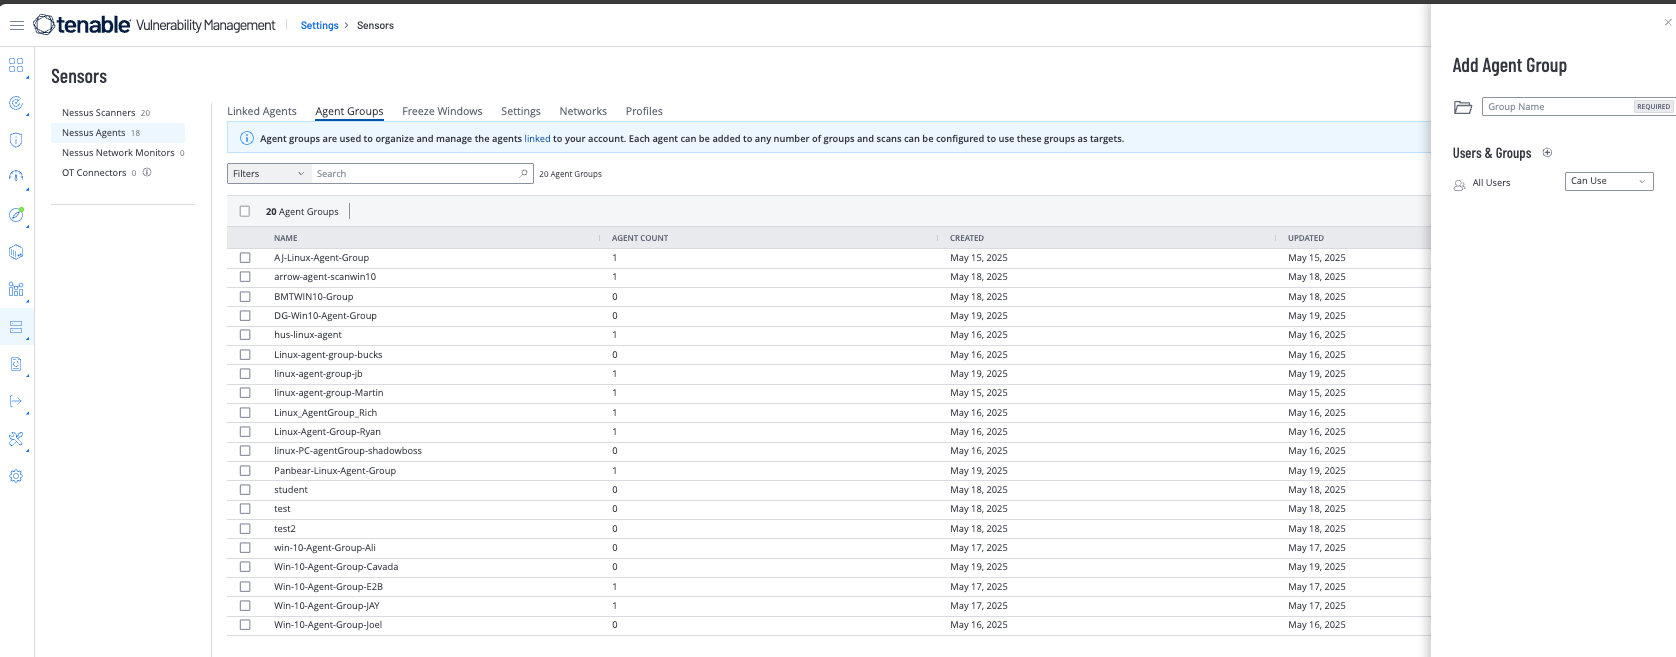 tenable Vulnerability Management Settings > Sensors
Sensors
Nessus Scanners 20
Nessus Agents 18
Nessus Network Monitors 0
OT Connectors 0
Linked Agents Agent Groups Freeze Windows Settings Networks Profiles
Agent groups are used to organize and manage the agents linked to your account. Each agent can be added to any number of groups and scans can be configured to use these groups as targets.
Filters Search 20 Agent Groups
20 Agent Groups
NAME AGENT COUNT CREATED UPDATED
AJ-Linux-Agent-Group 1 May 15, 2025 May 15, 2025
arrow-agent-scanwin10 1 May 18, 2025 May 18, 2025
BMTWIN10-Group 0 May 18, 2025 May 18, 2025
DG-Win10-Agent-Group 0 May 19, 2025 May 19, 2025
hus-linux-agent 1 May 16, 2025 May 16, 2025
Linux-agent-group-bucks 0 May 16, 2025 May 16, 2025
linux-agent-group-jb 1 May 19, 2025 May 19, 2025
linux-agent-group-Martin 1 May 15, 2025 May 15, 2025
Linux_AgentGroup_Rich 1 May 16, 2025 May 16, 2025
Linux-Agent-Group-Ryan 1 May 16, 2025 May 16, 2025
linux-PC-agentGroup-shadowboss 0 May 16, 2025 May 16, 2025
Panbear-Linux-Agent-Group 1 May 19, 2025 May 19, 2025
student 0 May 18, 2025 May 18, 2025
test 0 May 18, 2025 May 18, 2025
test2 0 May 18, 2025 May 18, 2025
win-10-Agent-Group-Ali 0 May 17, 2025 May 17, 2025
Win-10-Agent-Group-Cavada 0 May 19, 2025 May 19, 2025
Win-10-Agent-Group-E2B 1 May 17, 2025 May 17, 2025
Win-10-Agent-Group-JAY 1 May 17, 2025 May 17, 2025
Win-10-Agent-Group-Joel 0 May 16, 2025 May 16, 2025
Add Agent Group
Group Name REQUIRED
Users & Groups
All Users Can Use